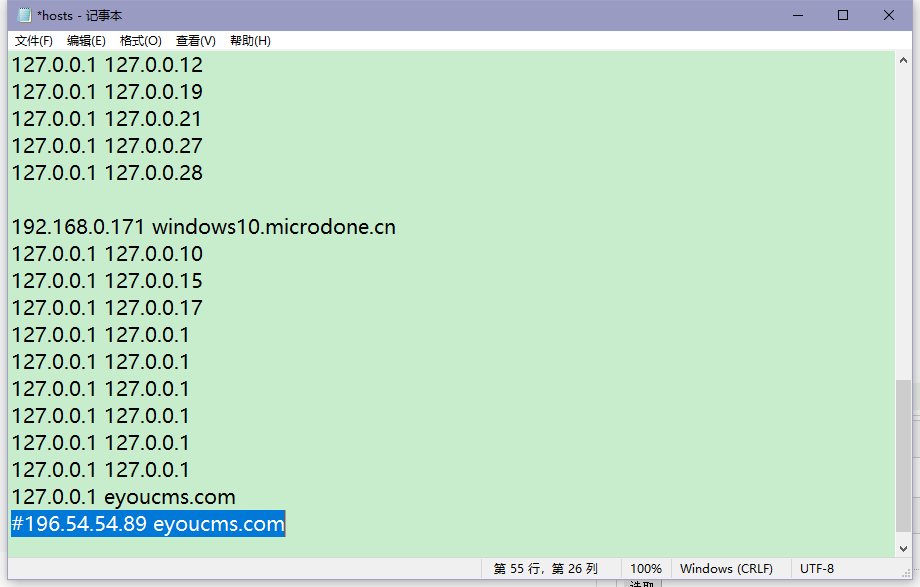 *hosts - 记事本
文件(F) 编辑(E) 格式(O) 查看(V) 帮助(H)
127.0.0.1 127.0.0.12
127.0.0.1 127.0.0.19
127.0.0.1 127.0.0.21
127.0.0.1 127.0.0.27
127.0.0.1 127.0.0.28
192.168.0.171 windows10.microdone.cn
127.0.0.1 127.0.0.10
127.0.0.1 127.0.0.15
127.0.0.1 127.0.0.17
127.0.0.1 127.0.0.1
127.0.0.1 127.0.0.1
127.0.0.1 127.0.0.1
127.0.0.1 127.0.0.1
127.0.0.1 127.0.0.1
127.0.0.1 127.0.0.1
127.0.0.1 eyoucms.com
#196.54.54.89 eyoucms.com
第 55 行，第 26 列 100% Windows (CRLF) UTF-8